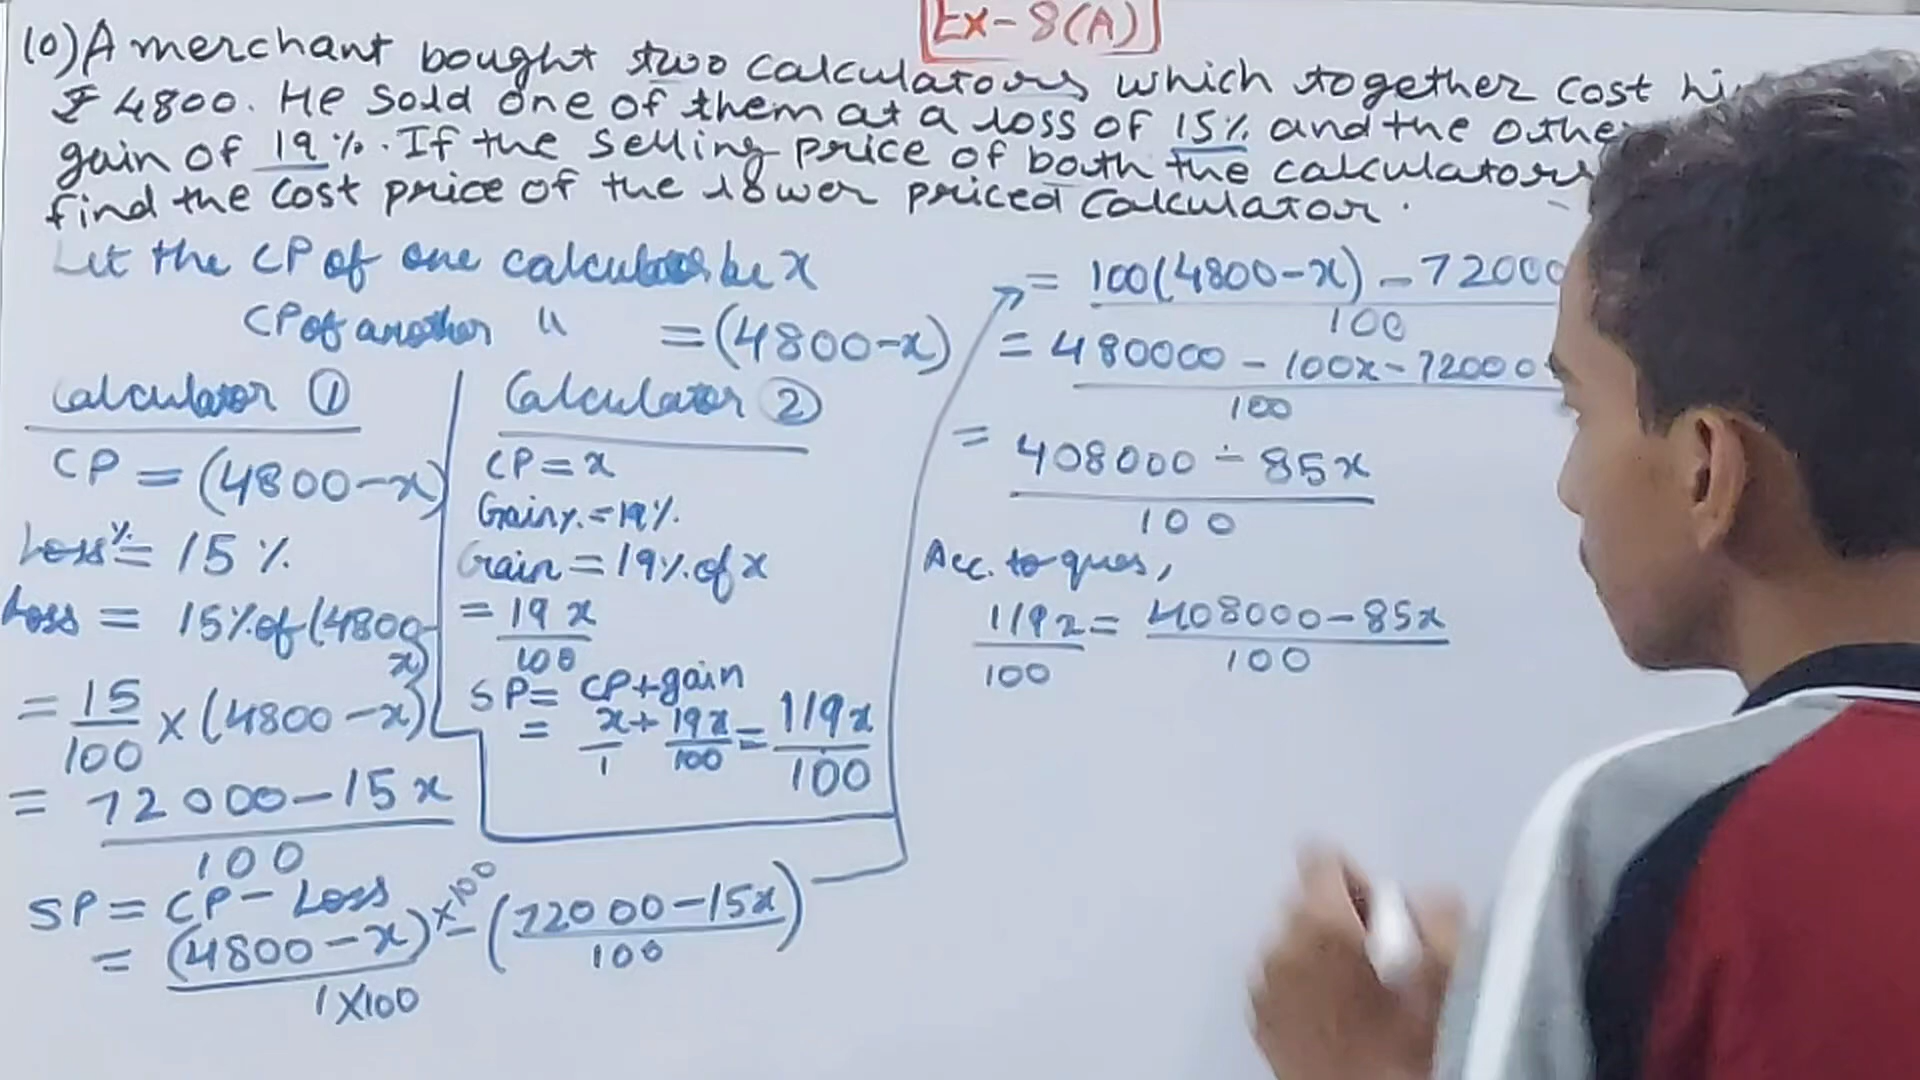 Ex-8(A)
10) A merchant bought two calculators which together cost hi
₹ 4800. He sold one of them at a loss of 15% and the othe
gain of 19%. If the selling price of both the calculators
find the cost price of the lower priced calculator.
Let the CP of one calculator be x
CP of another " = (4800-x)
Calculator ①
CP = (4800-x)
Loss% = 15%
Loss = 15% of (4800-x)
= 15/100 × (4800-x)
= 72000-15x/100
SP = CP - Loss
= (4800-x)×100/1×100 - (72000-15x/100)
Calculator ②
CP = x
Gain% = 19%.
Gain = 19% of x
= 19x/100
SP = CP+gain
= x/1 + 19x/100 = 119x/100
= 100(4800-x) - 72000/100
= 480000 - 100x - 72000/100
= 408000 - 85x/100
Acc. to ques,
119x/100 = 408000-85x/100